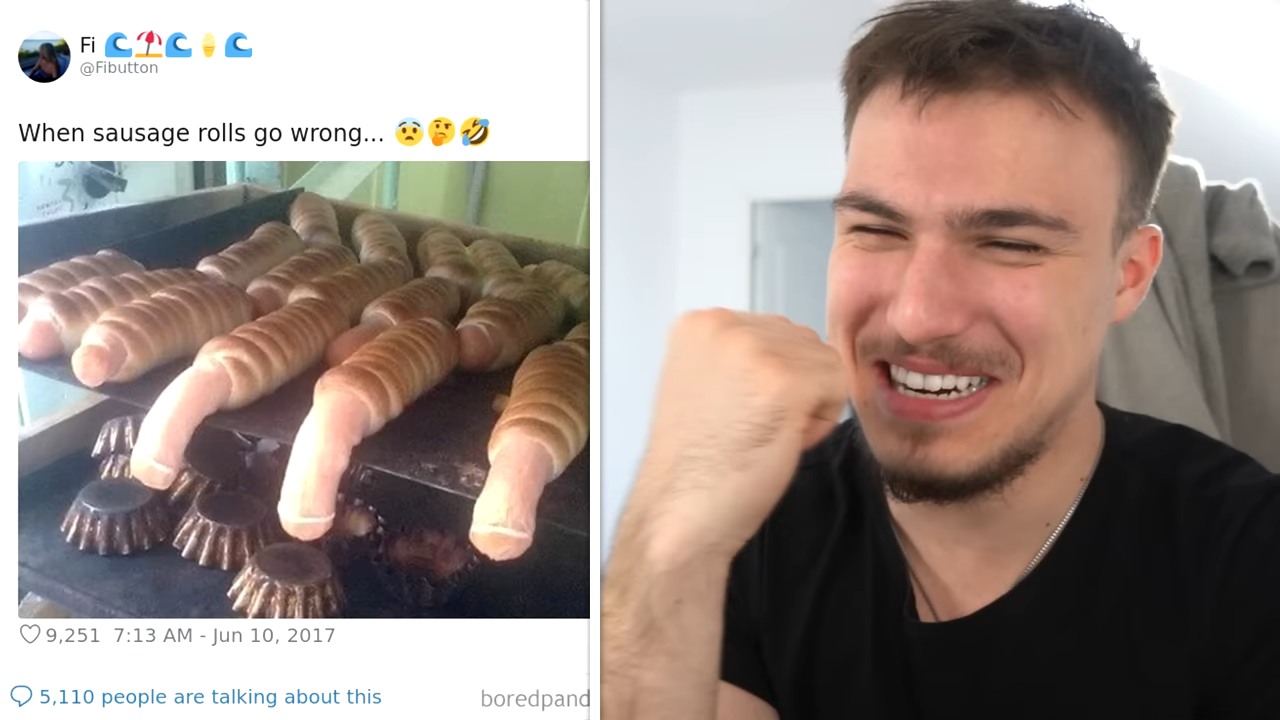 Fi 🌊⛱️🌊🍦🌊
@Fibutton
When sausage rolls go wrong... 😨🤔🤣
9,251 7:13 AM - Jun 10, 2017
5,110 people are talking about this
boredpand